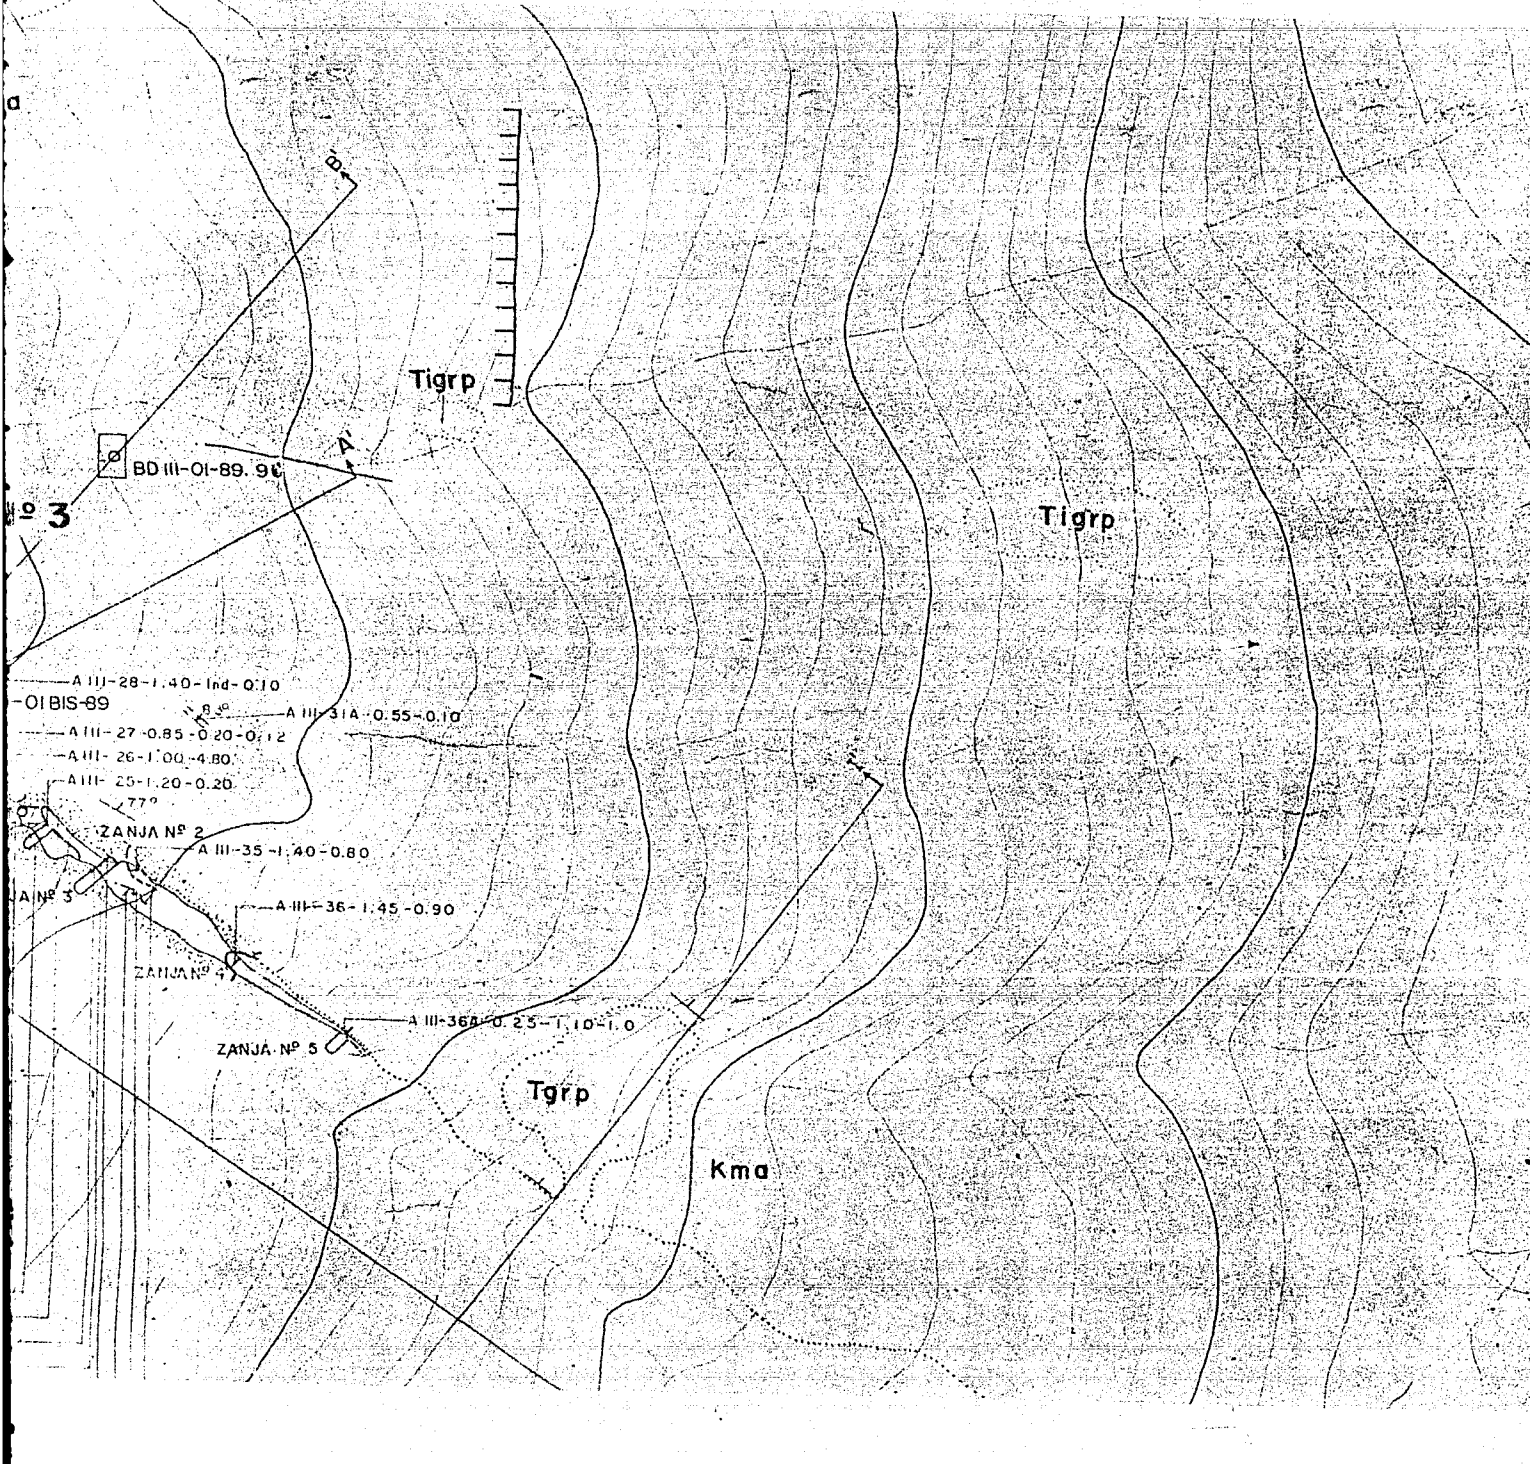 a
B'
Tigrp
A'
BD III-01-89.9
Nº 3
Tigrp
A III-28-1.40-Ind-0.10
-01 BIS-89
A III-31A-0.55-0.10
A III-27-0.85-0.20-0.12
A III-26-1.00-4.80
A III-25-1.20-0.20
77º
ZANJA Nº 2
A III-35-1.40-0.80
JA Nº 3
A III-36-1.45-0.90
ZANJA Nº 4
A III-36A-0.25-1.10-1.0
ZANJA Nº 5
Tgrp
Kma